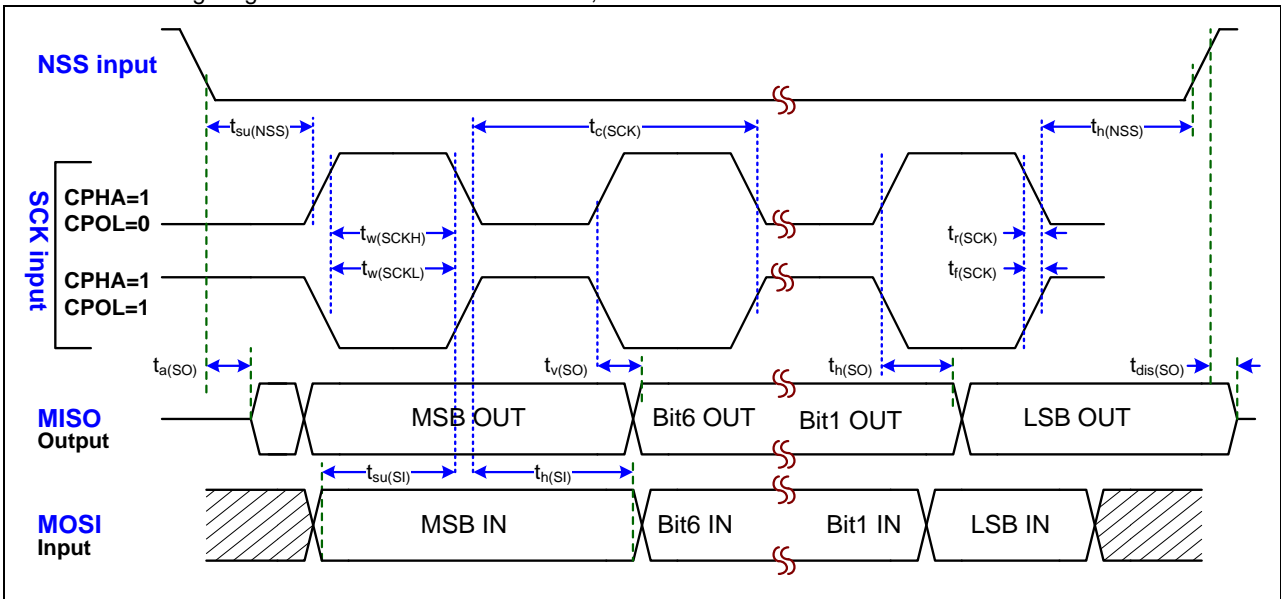 NSS input
tsu(NSS)
tc(SCK)
th(NSS)
SCK input
CPHA=1
CPOL=0
tw(SCKH)
tr(SCK)
tw(SCKL)
tf(SCK)
CPHA=1
CPOL=1
ta(SO)
tv(SO)
th(SO)
tdis(SO)
MISO
Output
MSB OUT
Bit6 OUT
Bit1 OUT
LSB OUT
tsu(SI)
th(SI)
MOSI
Input
MSB IN
Bit6 IN
Bit1 IN
LSB IN